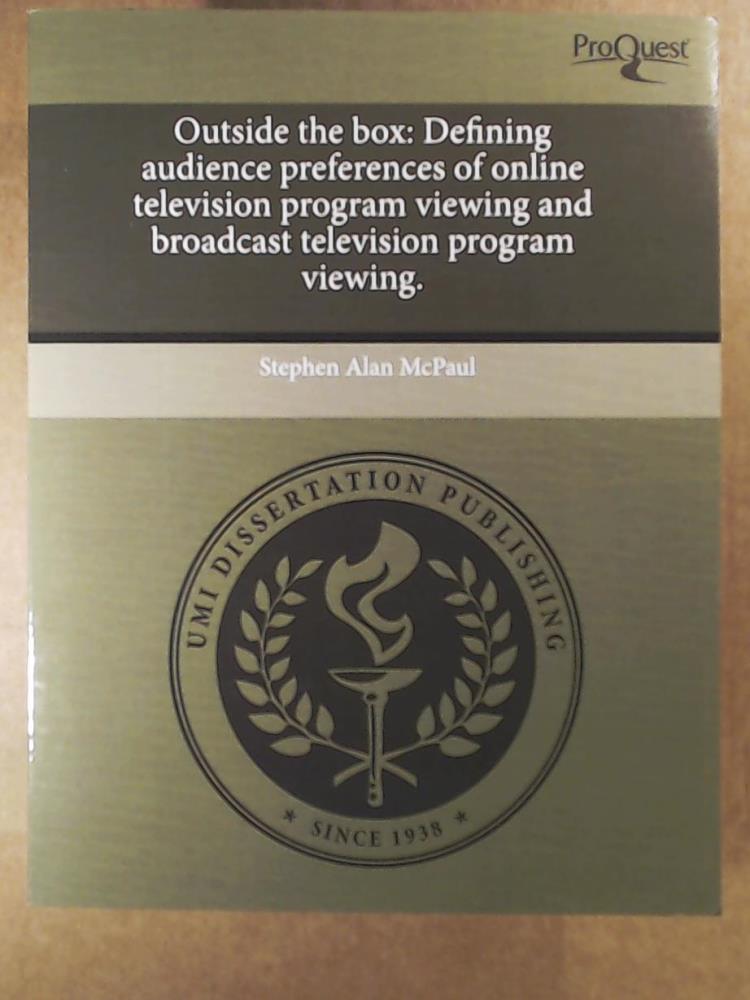 ProQuest
Outside the box: Defining
audience preferences of online
television program viewing and
broadcast television program
viewing.
Stephen Alan McPaul
UMI DISSERTATION PUBLISHING
★ SINCE 1938 ★